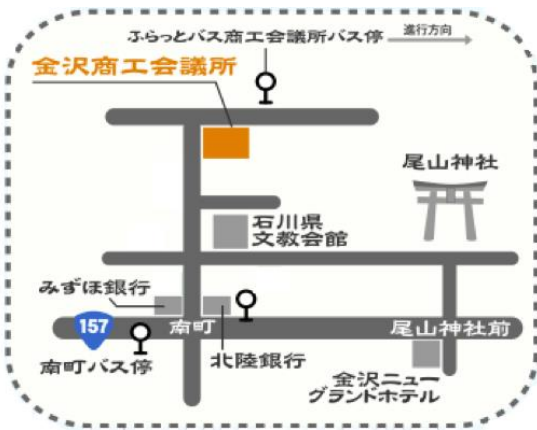 ふらっとバス商工会議所バス停
進行方向
金沢商工会議所
尾山神社
石川県
文教会館
みずほ銀行
157
南町
尾山神社前
南町バス停
北陸銀行
金沢ニュー
グランドホテル